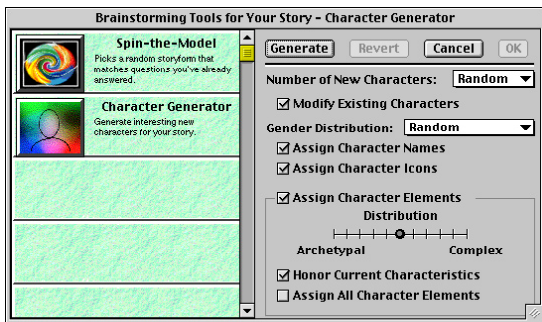 Brainstorming Tools for Your Story - Character Generator
Spin-the-Model
Picks a random storyform that
matches questions you've already
answered.
Character Generator
Generate interesting new
characters for your story.
Generate Revert Cancel OK
Number of New Characters: Random
Modify Existing Characters
Gender Distribution: Random
Assign Character Names
Assign Character Icons
Assign Character Elements
Distribution
Archetypal Complex
Honor Current Characteristics
Assign All Character Elements